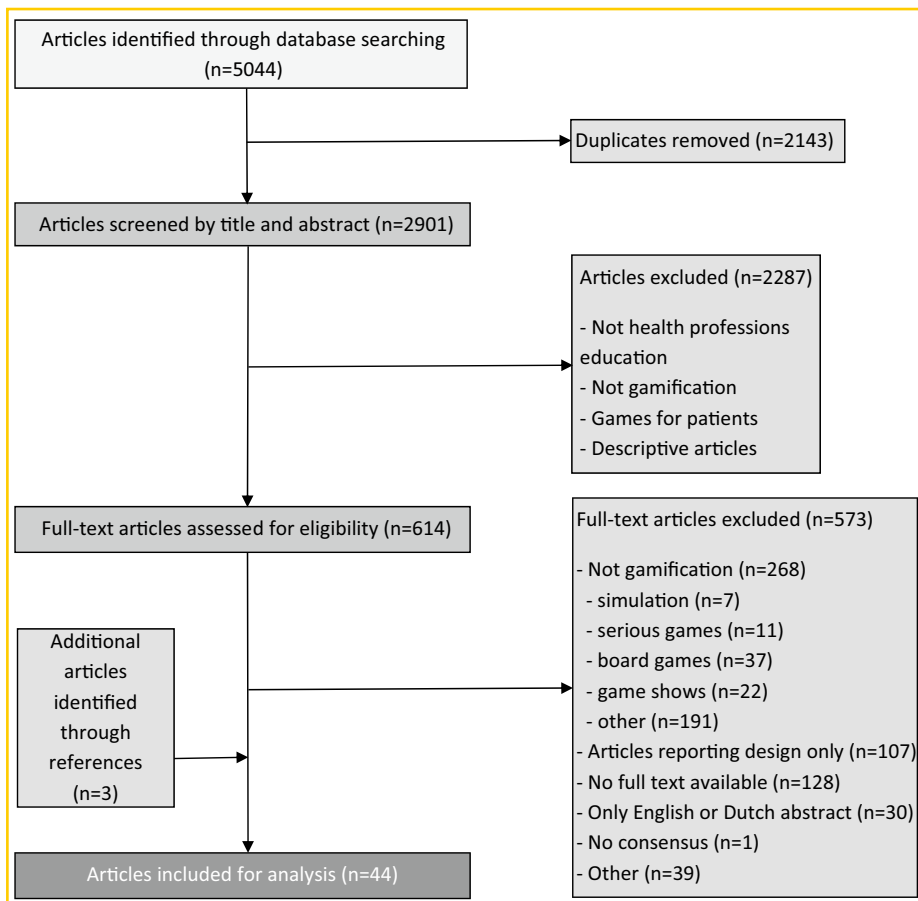 Articles identified through database searching
(n=5044)
Duplicates removed (n=2143)
Articles screened by title and abstract (n=2901)
Articles excluded (n=2287)
- Not health professions
education
- Not gamification
- Games for patients
- Descriptive articles
Full-text articles assessed for eligibility (n=614)
Full-text articles excluded (n=573)
- Not gamification (n=268)
- simulation (n=7)
- serious games (n=11)
- board games (n=37)
- game shows (n=22)
- other (n=191)
- Articles reporting design only (n=107)
- No full text available (n=128)
- Only English or Dutch abstract (n=30)
- No consensus (n=1)
- Other (n=39)
Additional
articles
identified
through
references
(n=3)
Articles included for analysis (n=44)